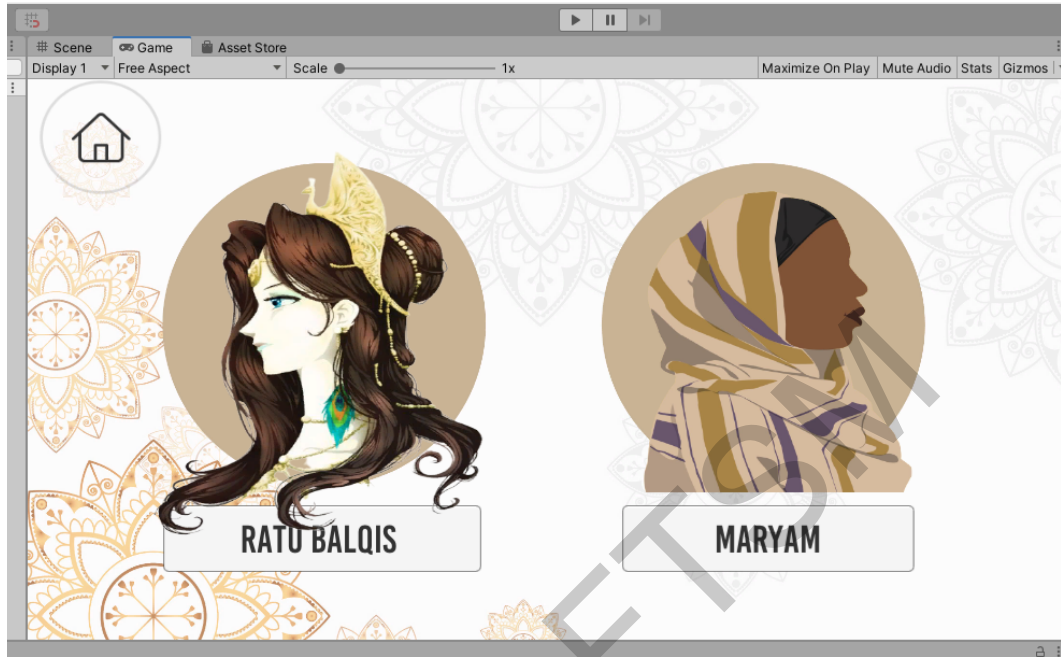 Scene Game Asset Store
Display 1 Free Aspect Scale 1x Maximize On Play Mute Audio Stats Gizmos
RATU BALQIS
MARYAM
ETGM